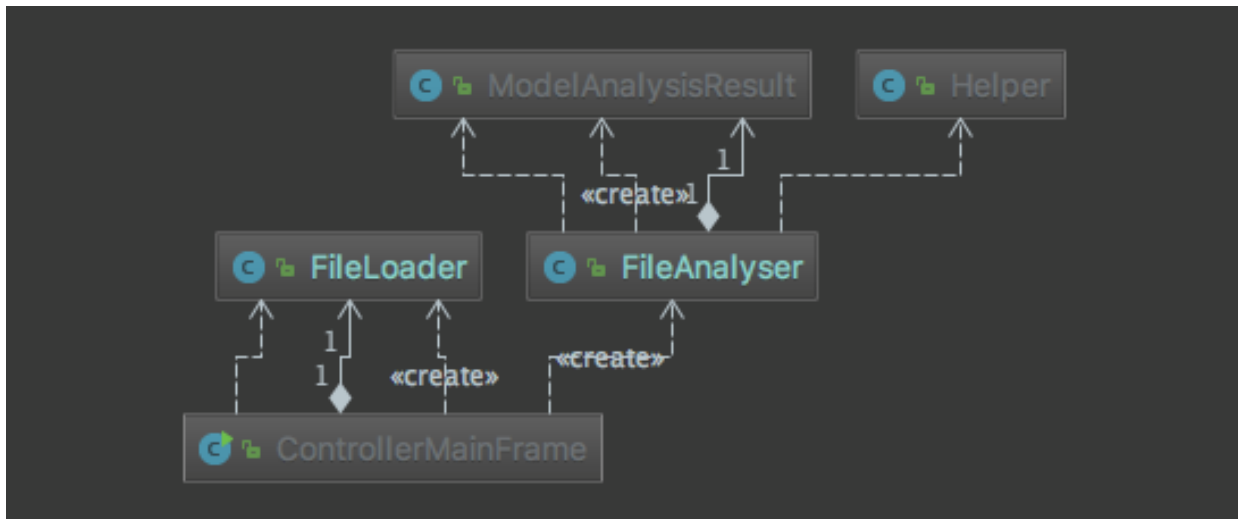 C ModelAnalysisResult
C Helper
1
«create»
1
C FileLoader
C FileAnalyser
1
«create»
1
«create»
C ControllerMainFrame